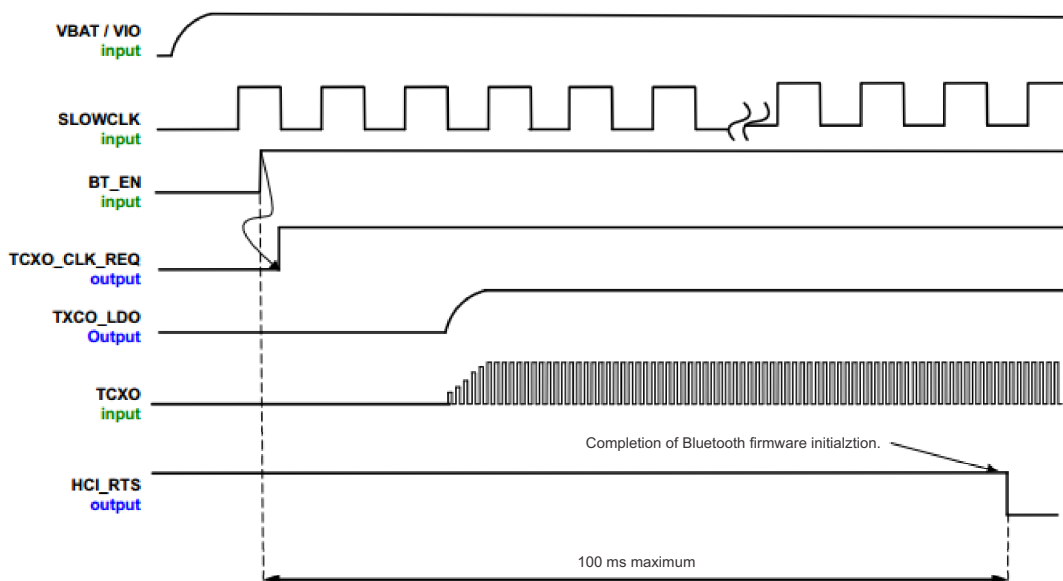 VBAT / VIO
input
SLOWCLK
input
BT_EN
input
TCXO_CLK_REQ
output
TXCO_LDO
Output
TCXO
input
Completion of Bluetooth firmware initialztion.
HCI_RTS
output
100 ms maximum